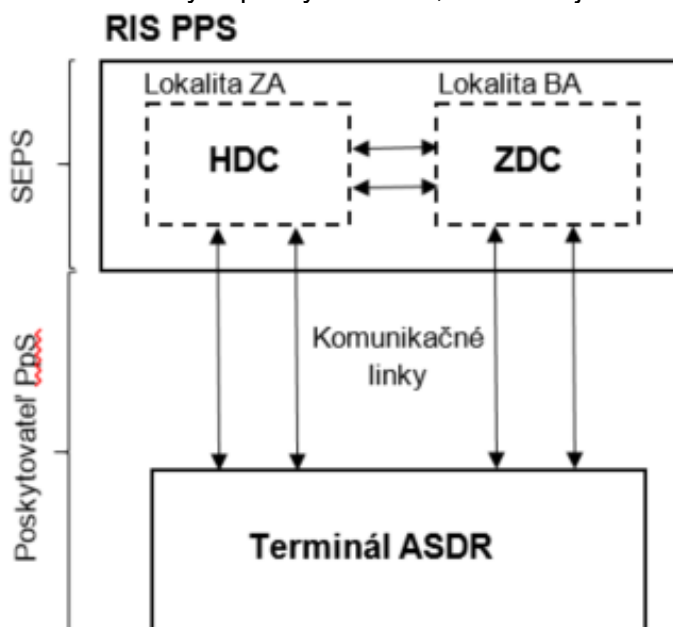 RIS PPS
Lokalita ZA
Lokalita BA
HDC
ZDC
SEPS
Komunikačné
linky
Poskytovateľ PpS
Terminál ASDR